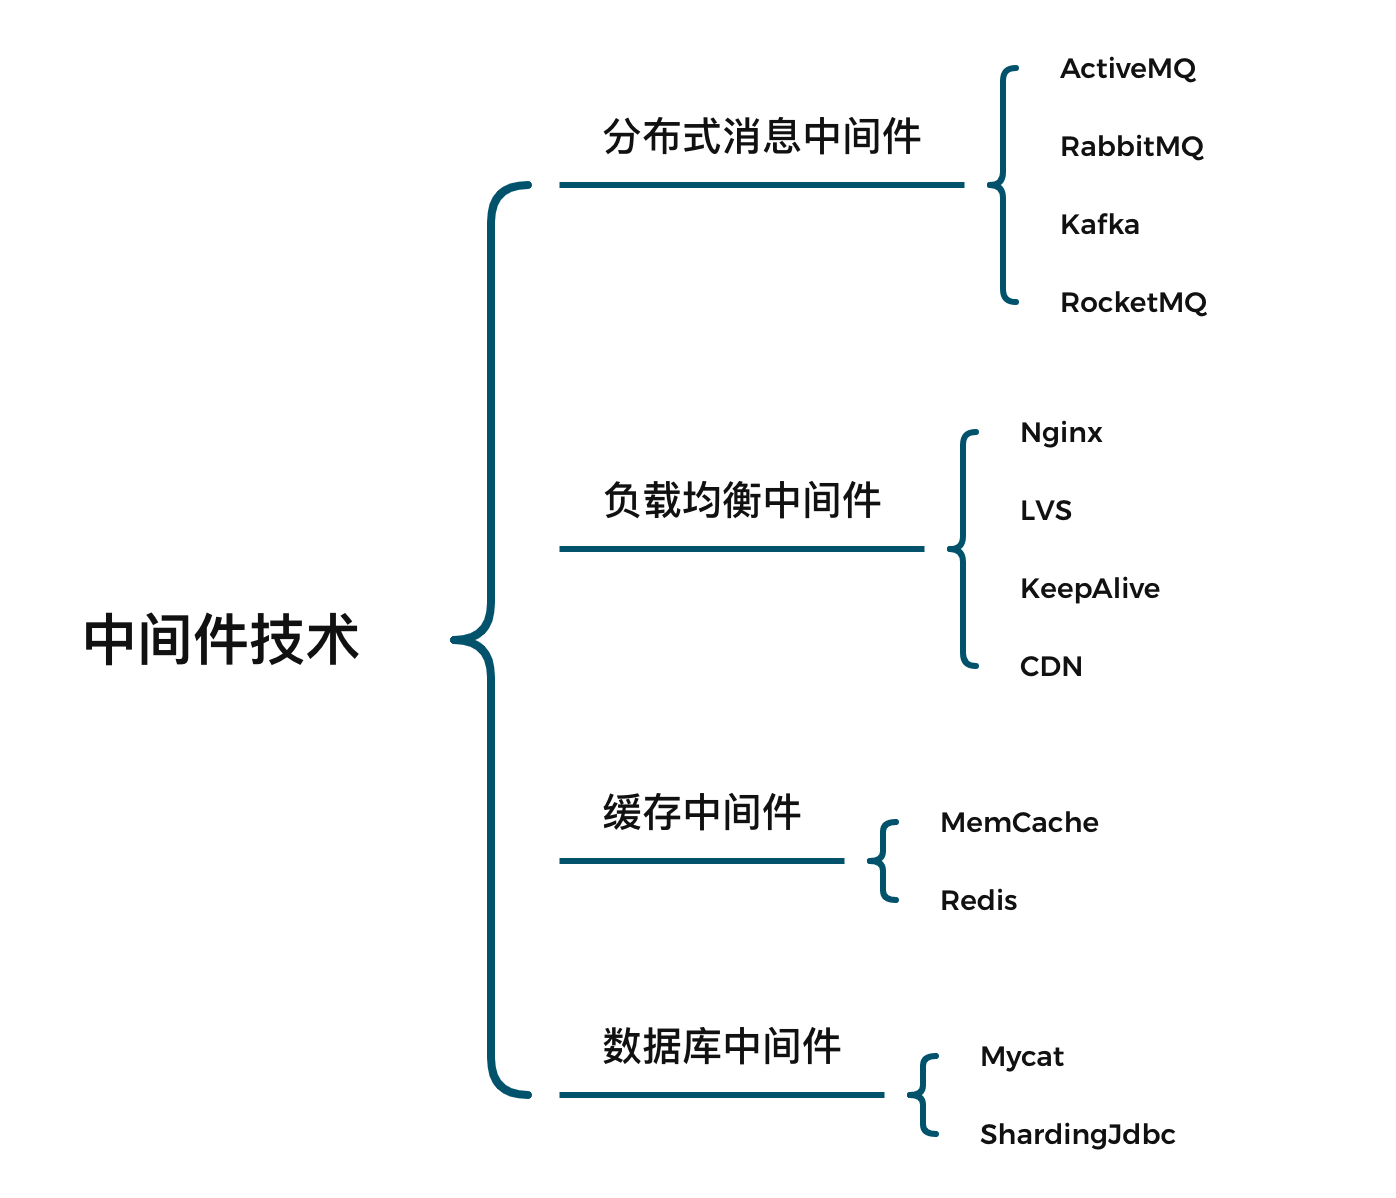 中间件技术
分布式消息中间件
ActiveMQ
RabbitMQ
Kafka
RocketMQ
负载均衡中间件
Nginx
LVS
KeepAlive
CDN
缓存中间件
MemCache
Redis
数据库中间件
Mycat
ShardingJdbc